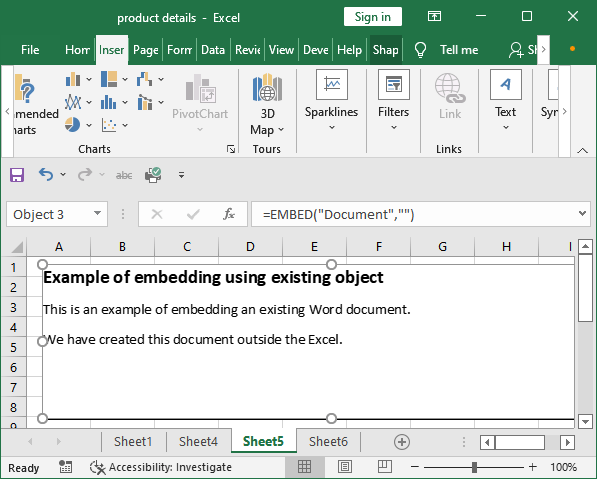 product details - Excel
Sign in
File Hom Inser Page Form Data Revie View Deve Help Shap Tell me Sh
mended
arts
PivotChart
3D
Map
Sparklines
Filters
Link
Text
Syn
Charts
Tours
Links
abc
Object 3
fx
=EMBED("Document","")
A B C D E F G H I
1
2
3
4
5
6
7
8
9
Example of embedding using existing object
This is an example of embedding an existing Word document.
We have created this document outside the Excel.
Sheet1 Sheet4 Sheet5 Sheet6
Ready
Accessibility: Investigate
100%